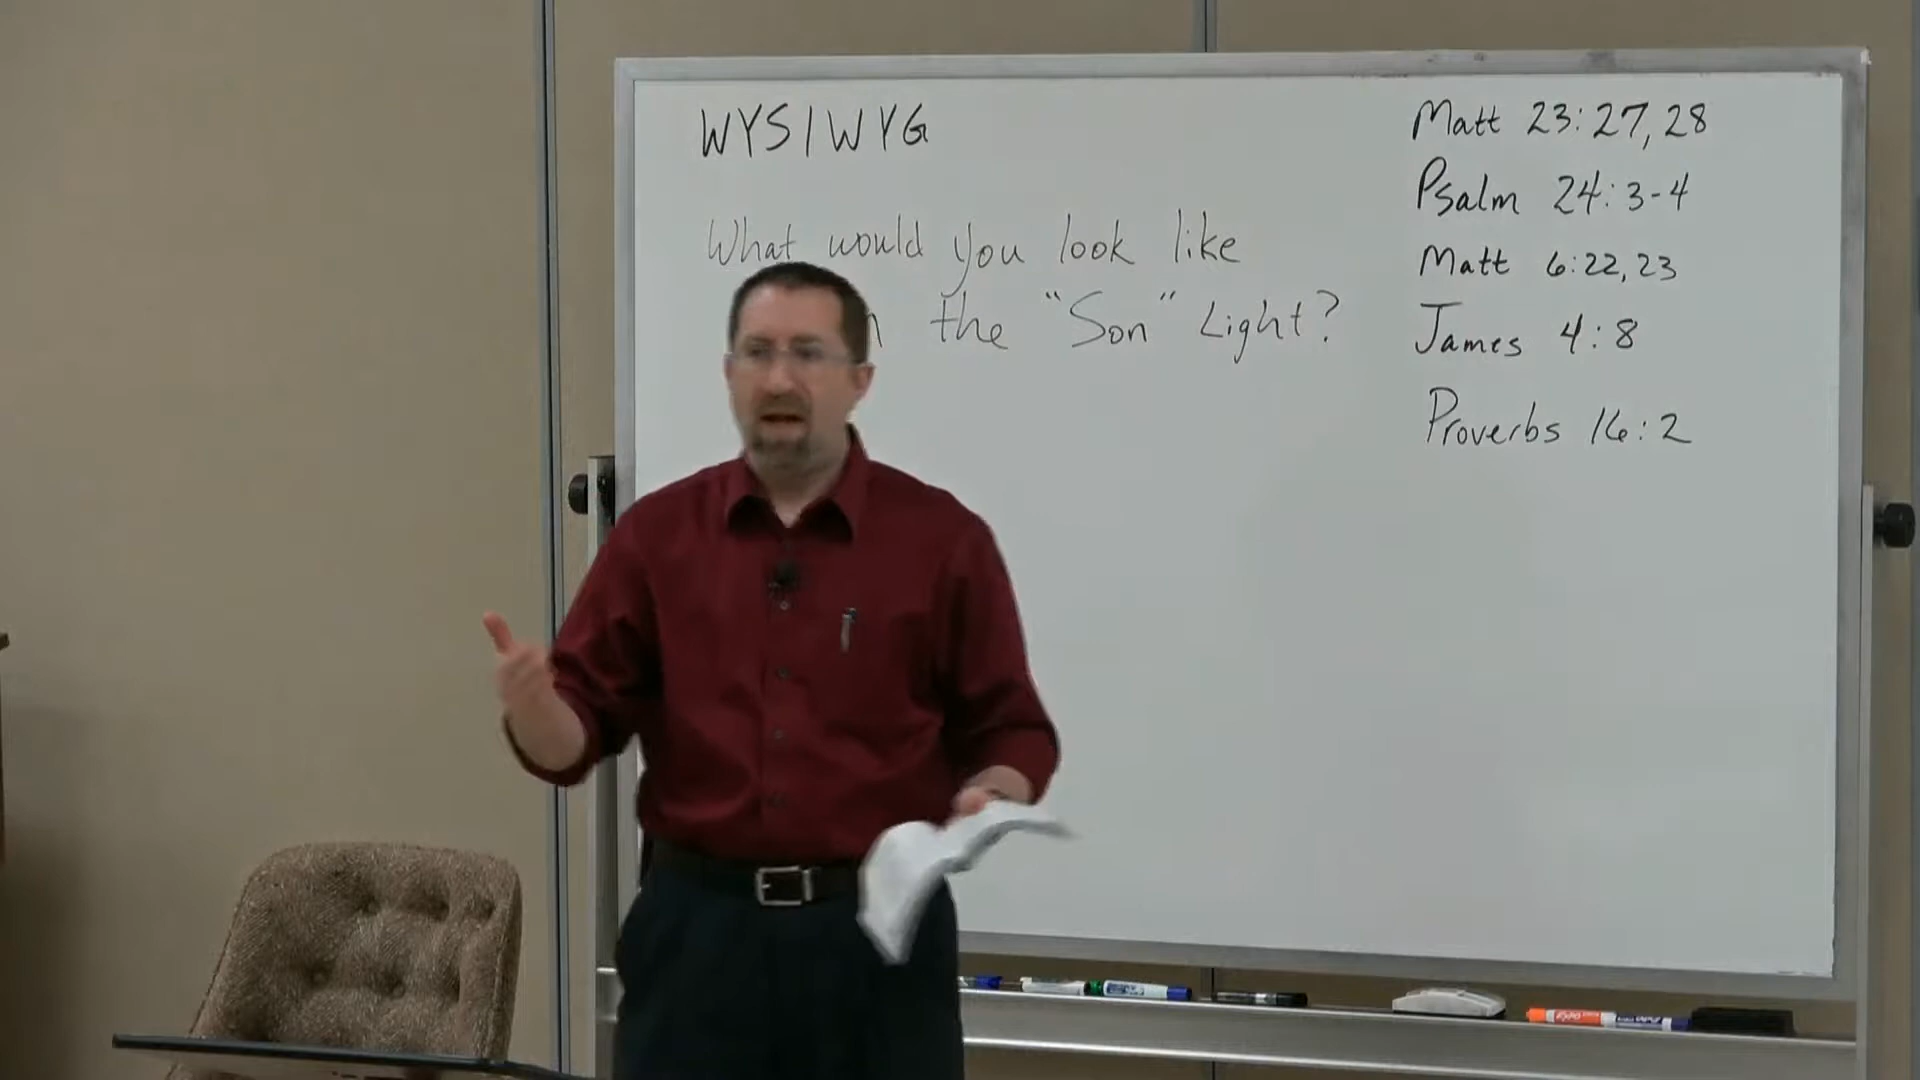 WYSIWYG
What would you look like
the "Son" Light?
Matt 23:27,28
Psalm 24:3-4
Matt 6:22,23
James 4:8
Proverbs 16:2